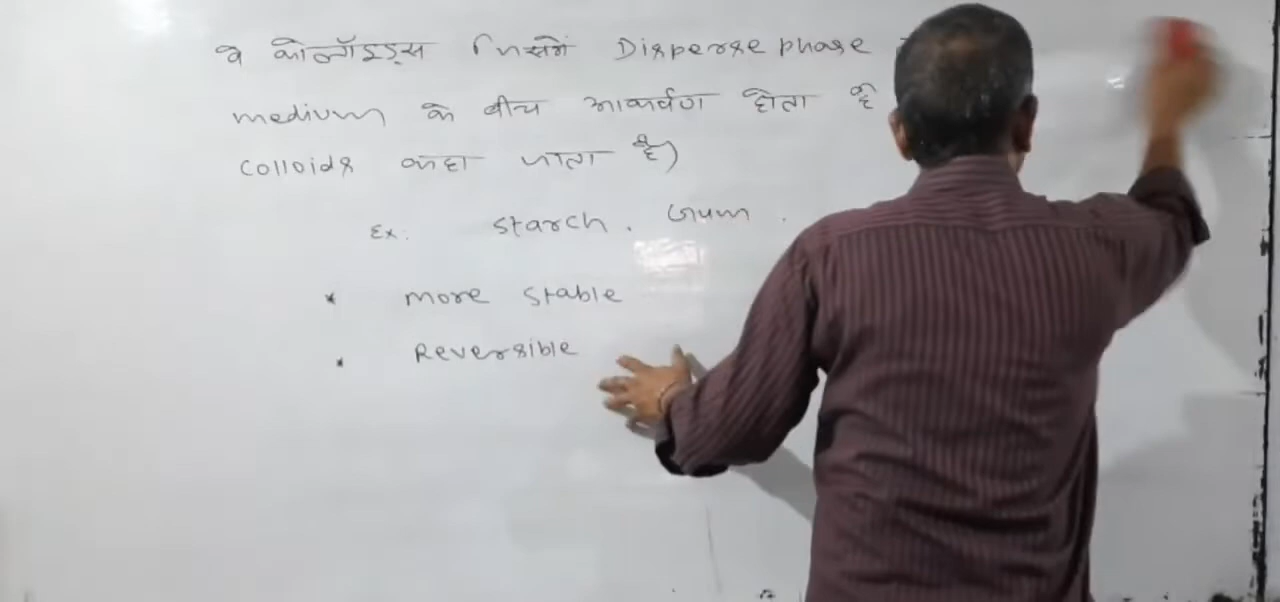 वे कोलॉइड्स जिसमें Disperse phase
medium के बीच आकर्षण होता है
Colloids कहा जाता है)
Ex: Starch . Gum .
* More Stable
* Reversible